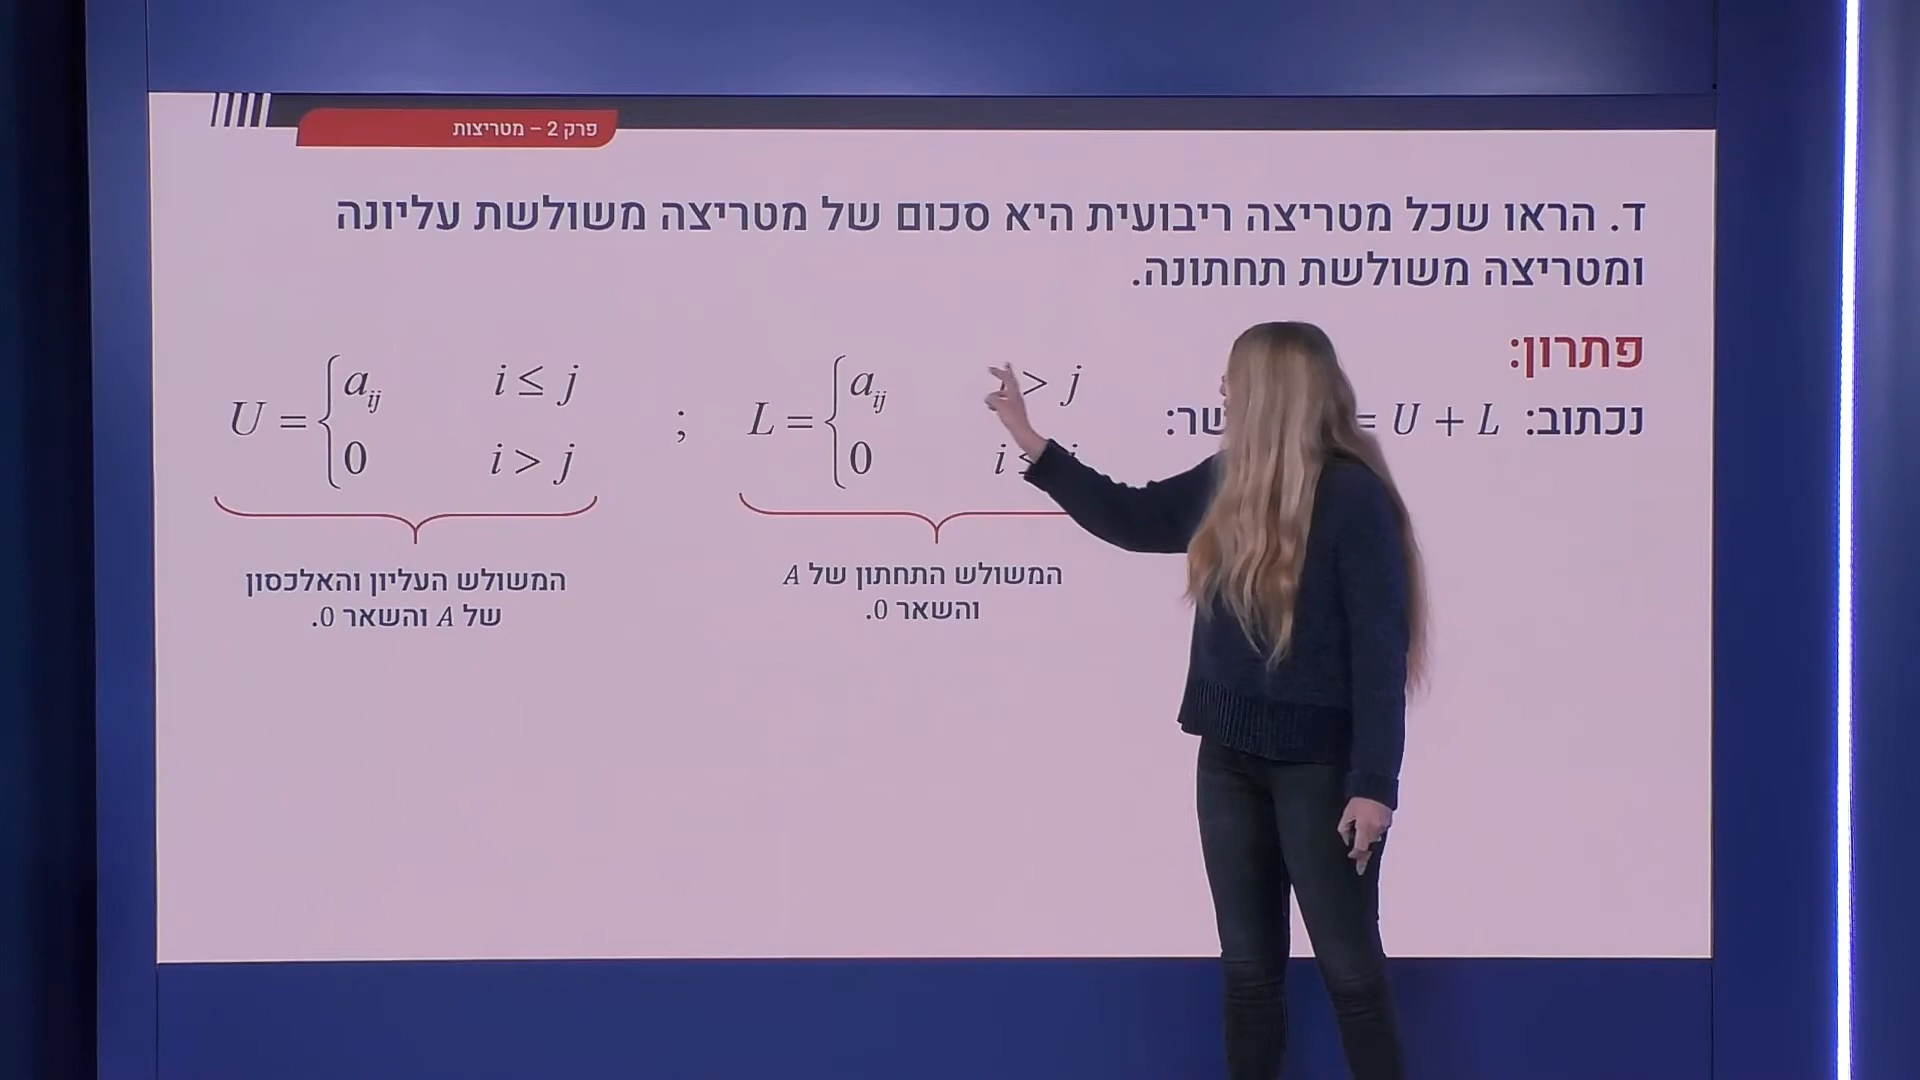 פרק 2 – מטריצות
ד. הראו שכל מטריצה ריבועית היא סכום של מטריצה משולשת עליונה
ומטריצה משולשת תחתונה.
פתרון:
נכתוב: = U + L
L = { a_ij > j
0 i
;
U = { a_ij i ≤ j
0 i > j
המשולש התחתון של A
והשאר 0.
המשולש העליון והאלכסון
של A והשאר 0.